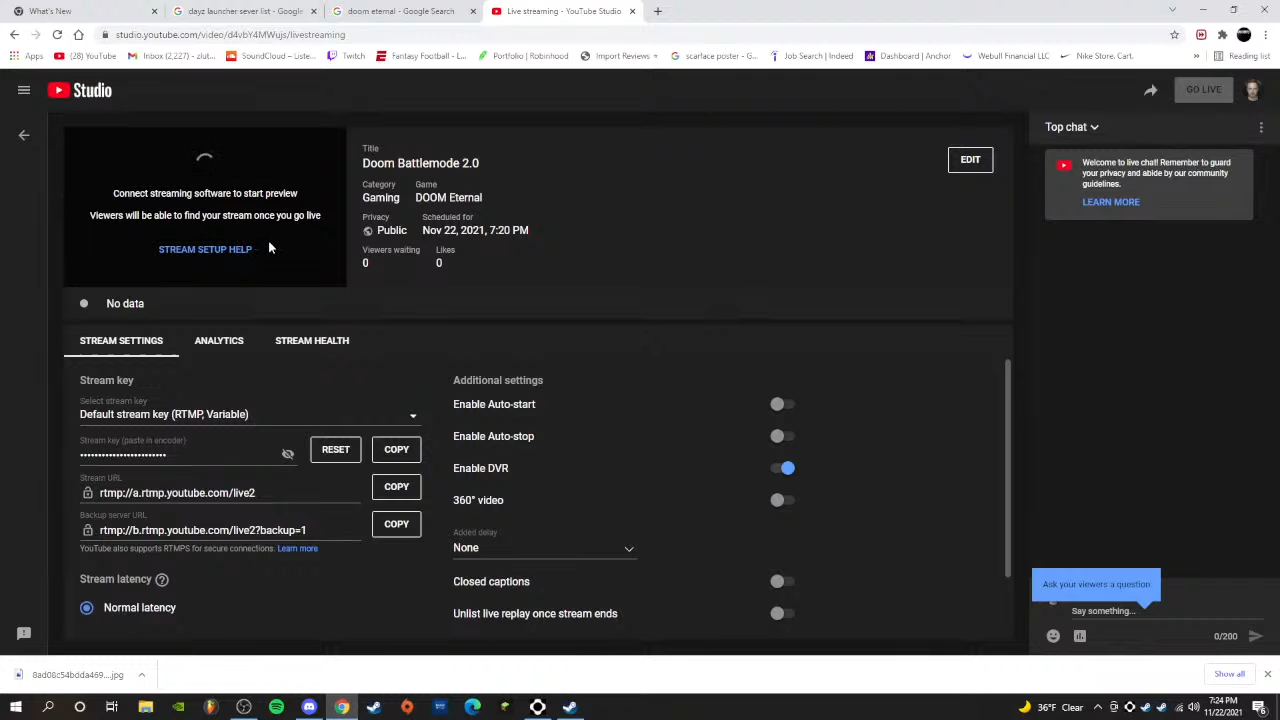 What's New
dayz launcher sever list - Google
doom eternal - Google Search
Live streaming - YouTube Studio
studio.youtube.com/video/d4vbY4MWujs/livestreaming
Apps
(28) YouTube
Inbox (2,227) - zlut...
SoundCloud – Liste...
Twitch
Fantasy Football - L...
Portfolio | Robinhood
Import Reviews
scarface poster - G...
Job Search | Indeed
Dashboard | Anchor
Webull Financial LLC
Nike Store. Cart.
»
Reading list
Studio
GO LIVE
Connect streaming software to start preview
Viewers will be able to find your stream once you go live
STREAM SETUP HELP
Title
Doom Battlemode 2.0
EDIT
Category
Game
Gaming
DOOM Eternal
Privacy
Scheduled for
Public
Nov 22, 2021, 7:20 PM
Viewers waiting
Likes
0
0
No data
Top chat
Welcome to live chat! Remember to guard
your privacy and abide by our community
guidelines.
LEARN MORE
STREAM SETTINGS
ANALYTICS
STREAM HEALTH
Stream key
Select stream key
Default stream key (RTMP, Variable)
Stream key (paste in encoder)
••••••••••••••••••••••••
RESET
COPY
Stream URL
rtmp://a.rtmp.youtube.com/live2
COPY
Backup server URL
rtmp://b.rtmp.youtube.com/live2?backup=1
COPY
YouTube also supports RTMPS for secure connections. Learn more
Stream latency
Normal latency
Additional settings
Enable Auto-start
Enable Auto-stop
Enable DVR
360° video
Added delay
None
Closed captions
Unlist live replay once stream ends
Ask your viewers a question
Say something...
0/200
8ad08c54bdda469....jpg
Show all
36°F Clear
7:24 PM
11/22/2021